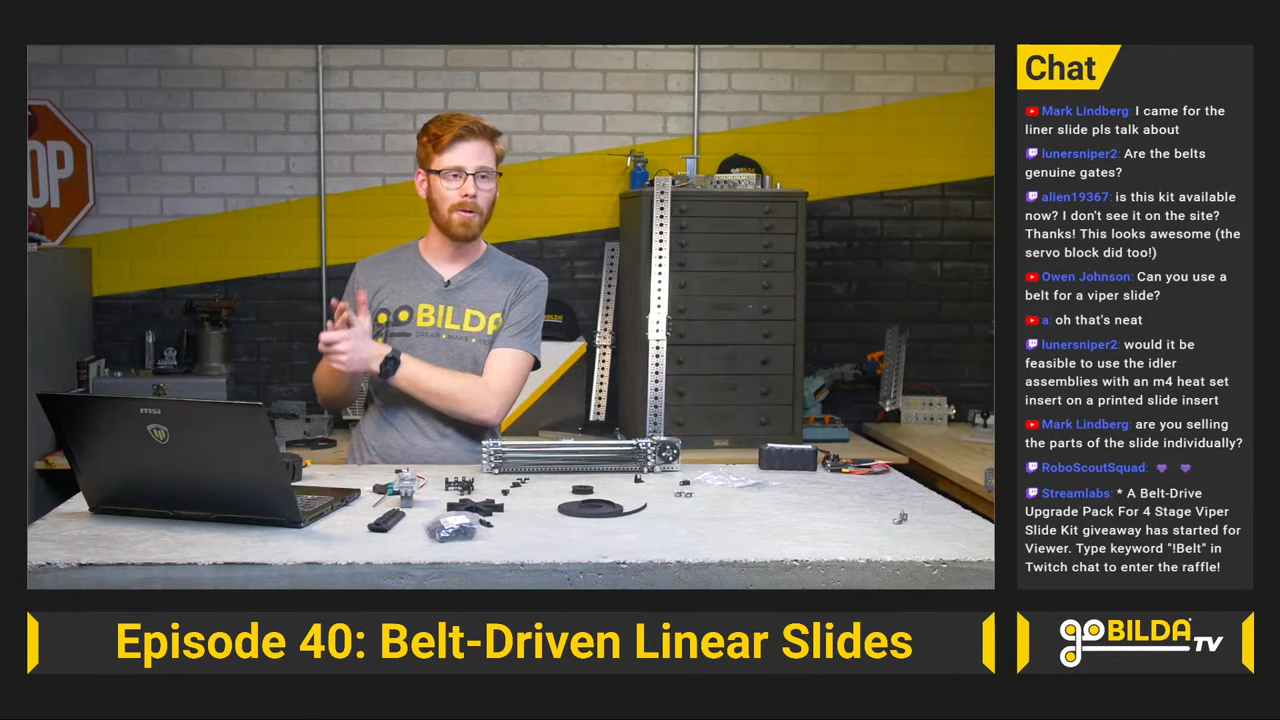 Chat
Mark Lindberg: I came for the
liner slide pls talk about
lunersniper2: Are the belts
genuine gates?
alien19367: is this kit available
now? I don't see it on the site?
Thanks! This looks awesome (the
servo block did too!)
Owen Johnson: Can you use a
belt for a viper slide?
a: oh that's neat
lunersniper2: would it be
feasible to use the idler
assemblies with an m4 heat set
insert on a printed slide insert
Mark Lindberg: are you selling
the parts of the slide individually?
RoboScoutSquad:
Streamlabs: * A Belt-Drive
Upgrade Pack For 4 Stage Viper
Slide Kit giveaway has started for
Viewer. Type keyword "!Belt" in
Twitch chat to enter the raffle!
OP
goBILDA
msi
Episode 40: Belt-Driven Linear Slides
goBILDA TV